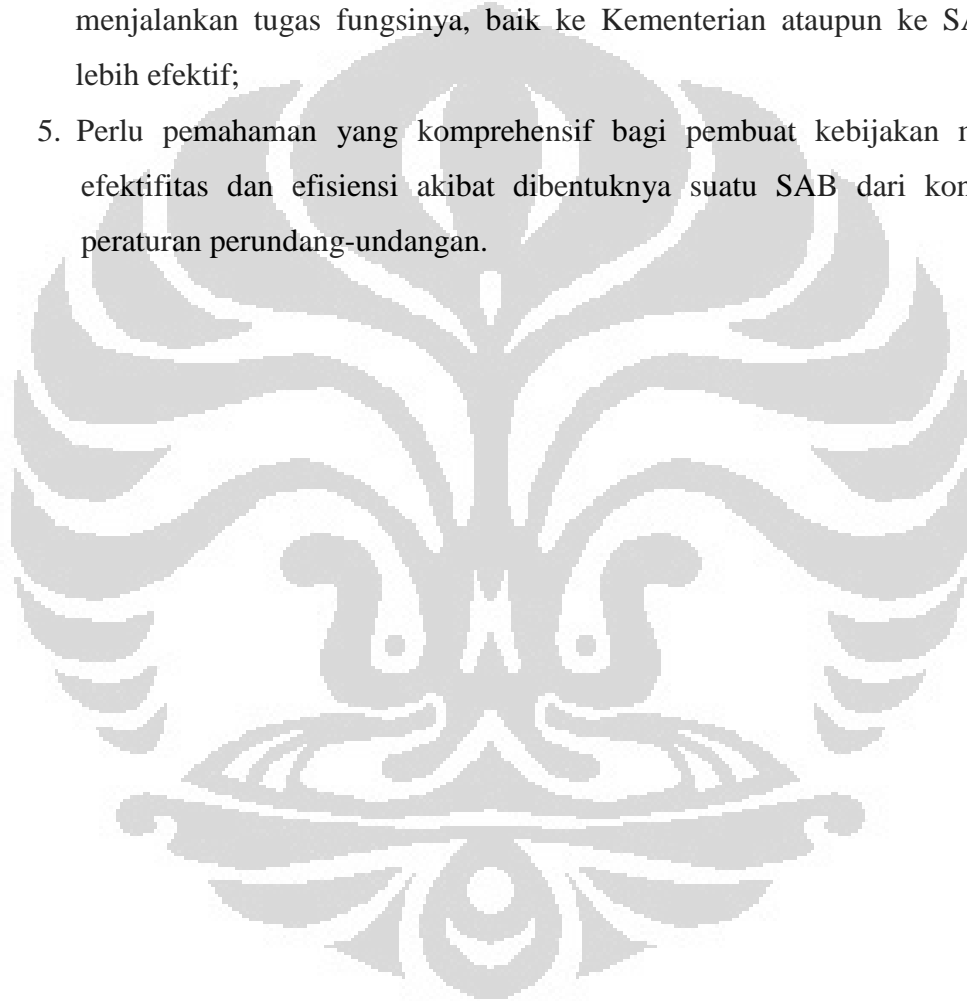 menjalankan tugas fungsinya, baik ke Kementerian ataupun ke
lebih efektif;
5. Perlu pemahaman yang komprehensif bagi pembuat kebijakan
efektifitas dan efisiensi akibat dibentuknya suatu SAB dari
peraturan perundang-undangan.